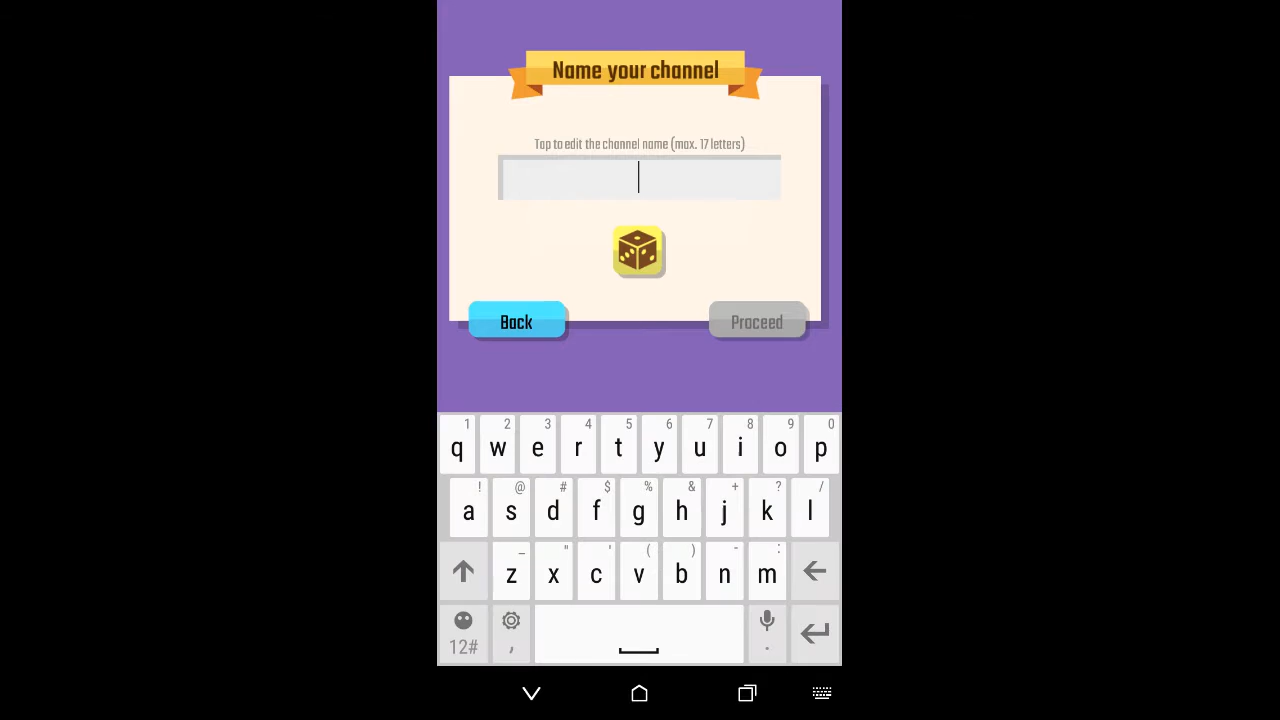 Name your channel
Tap to edit the channel name (max. 17 letters)
Back
Proceed
1 2 3 4 5 6 7 8 9 0
q w e r t y u i o p
! @ # $ % & + ? /
a s d f g h j k l
_ " ' ( ) - :
z x c v b n m
12# , .